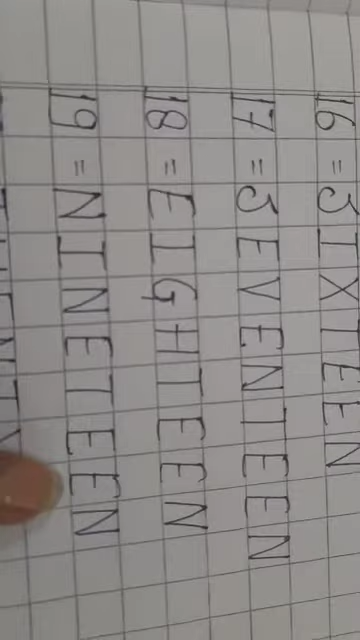 16 = SIXTEEN
17 = SEVENTEEN
18 = EIGHTEEN
19 = NINETEEN